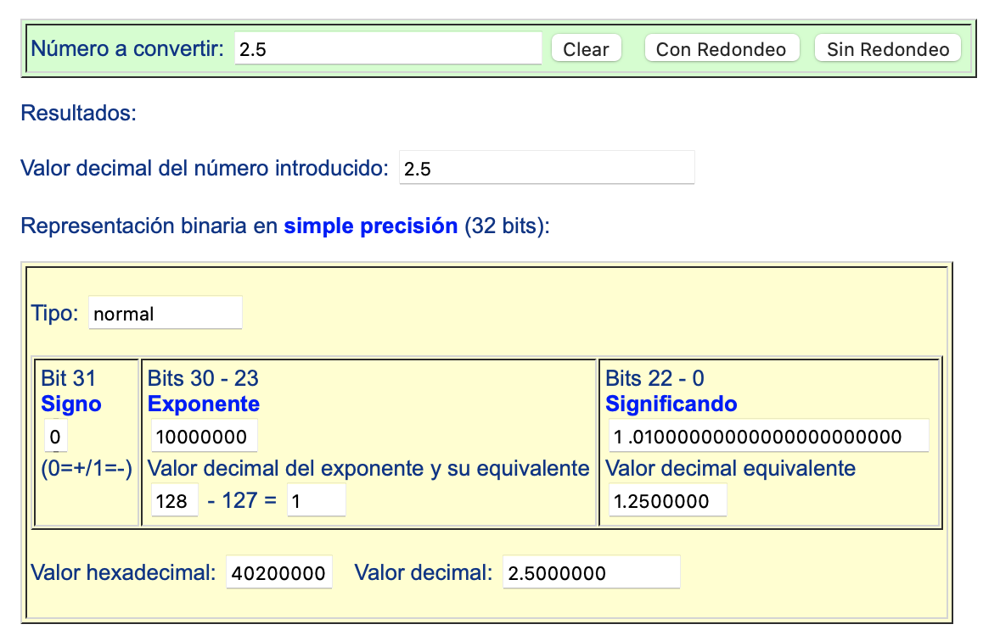 Número a convertir: 2.5 Clear Con Redondeo Sin Redondeo
Resultados:
Valor decimal del número introducido: 2.5
Representación binaria en simple precisión (32 bits):
Tipo: normal
Bit 31
Signo
0
(0=+/1=-)
Bits 30 - 23
Exponente
10000000
Valor decimal del exponente y su equivalente
128 - 127 = 1
Bits 22 - 0
Significando
1 .01000000000000000000000
Valor decimal equivalente
1.2500000
Valor hexadecimal: 40200000 Valor decimal: 2.5000000